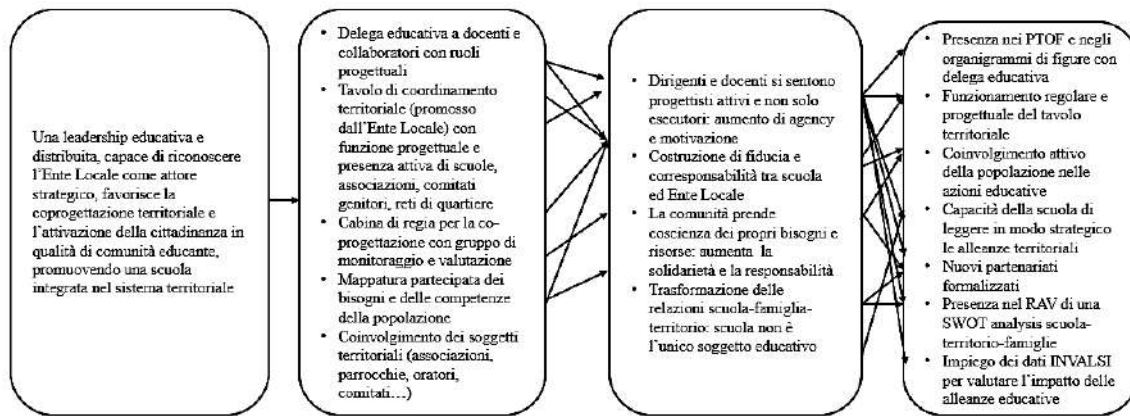 Una leadership educativa e
distribuita, capace di riconoscere
l'Ente Locale come attore
strategico, favorisce la
coprogettazione territoriale e
l'attivazione della cittadinanza in
qualità di comunità educante,
promuovendo una scuola
integrata nel sistema territoriale
• Delega educativa a docenti e
collaboratori con ruoli
progettuali
• Tavolo di coordinamento
territoriale (promosso
dall'Ente Locale) con
funzione progettuale e
presenza attiva di scuole,
associazioni, comitati
genitori, reti di quartiere
• Cabina di regia per la co-
progettazione con gruppo di
monitoraggio e valutazione
• Mappatura partecipata dei
bisogni e delle competenze
della popolazione
• Coinvolgimento dei soggetti
territoriali (associazioni,
parrocchie, oratori,
comitati…)
• Dirigenti e docenti si sentono
progettisti attivi e non solo
esecutori: aumento di agency
e motivazione
• Costruzione di fiducia e
corresponsabilità tra scuola
ed Ente Locale
• La comunità prende
coscienza dei propri bisogni e
risorse: aumenta la
solidarietà e la responsabilità
• Trasformazione delle
relazioni scuola-famiglia-
territorio: scuola non è
l'unico soggetto educativo
• Presenza nei PTOF e negli
organigrammi di figure con
delega educativa
• Funzionamento regolare e
progettuale del tavolo
territoriale
• Coinvolgimento attivo
della popolazione nelle
azioni educative
• Capacità della scuola di
leggere in modo strategico
le alleanze territoriali
• Nuovi partenariati
formalizzati
• Presenza nel RAV di una
SWOT analysis scuola-
territorio-famiglie
• Impiego dei dati INVALSI
per valutare l'impatto delle
alleanze educative